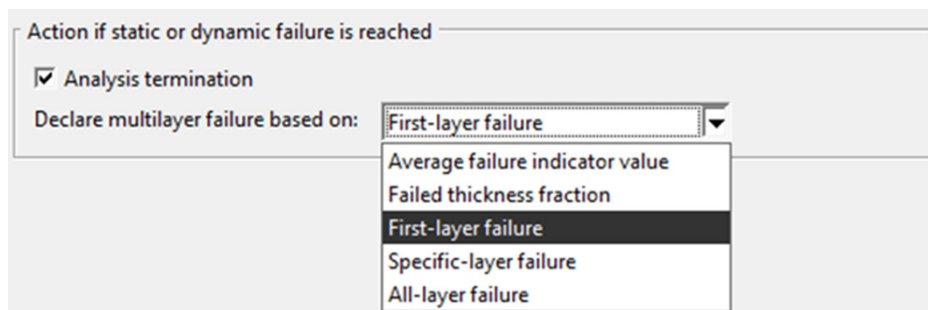 Action if static or dynamic failure is reached
Analysis termination
Declare multilayer failure based on: First-layer failure
Average failure indicator value
Failed thickness fraction
First-layer failure
Specific-layer failure
All-layer failure